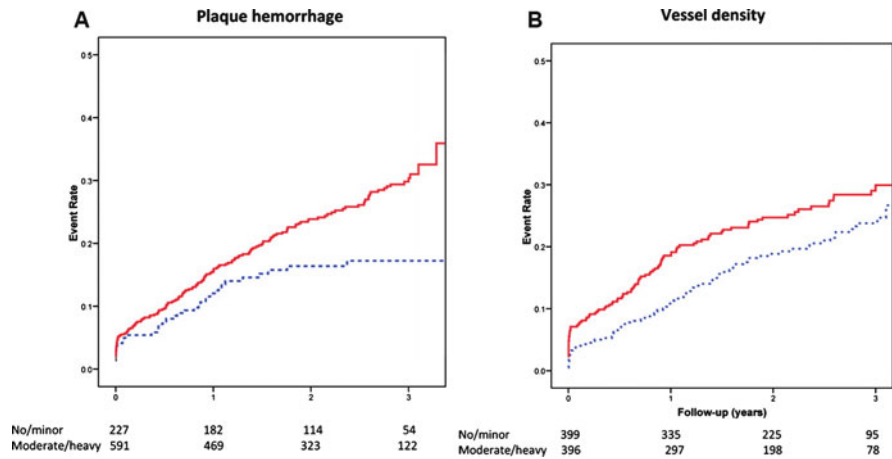 A Plaque hemorrhage
0.5
0.4
0.3
0.2
0.1
0.0
Event Rate
0 1 2 3
No/minor 227 182 114 54
Moderate/heavy 591 469 323 122
B Vessel density
0.5
0.4
0.3
0.2
0.1
0.0
Event Rate
0 1 2 3
Follow-up (years)
No/minor 399 335 225 95
Moderate/heavy 396 297 198 78